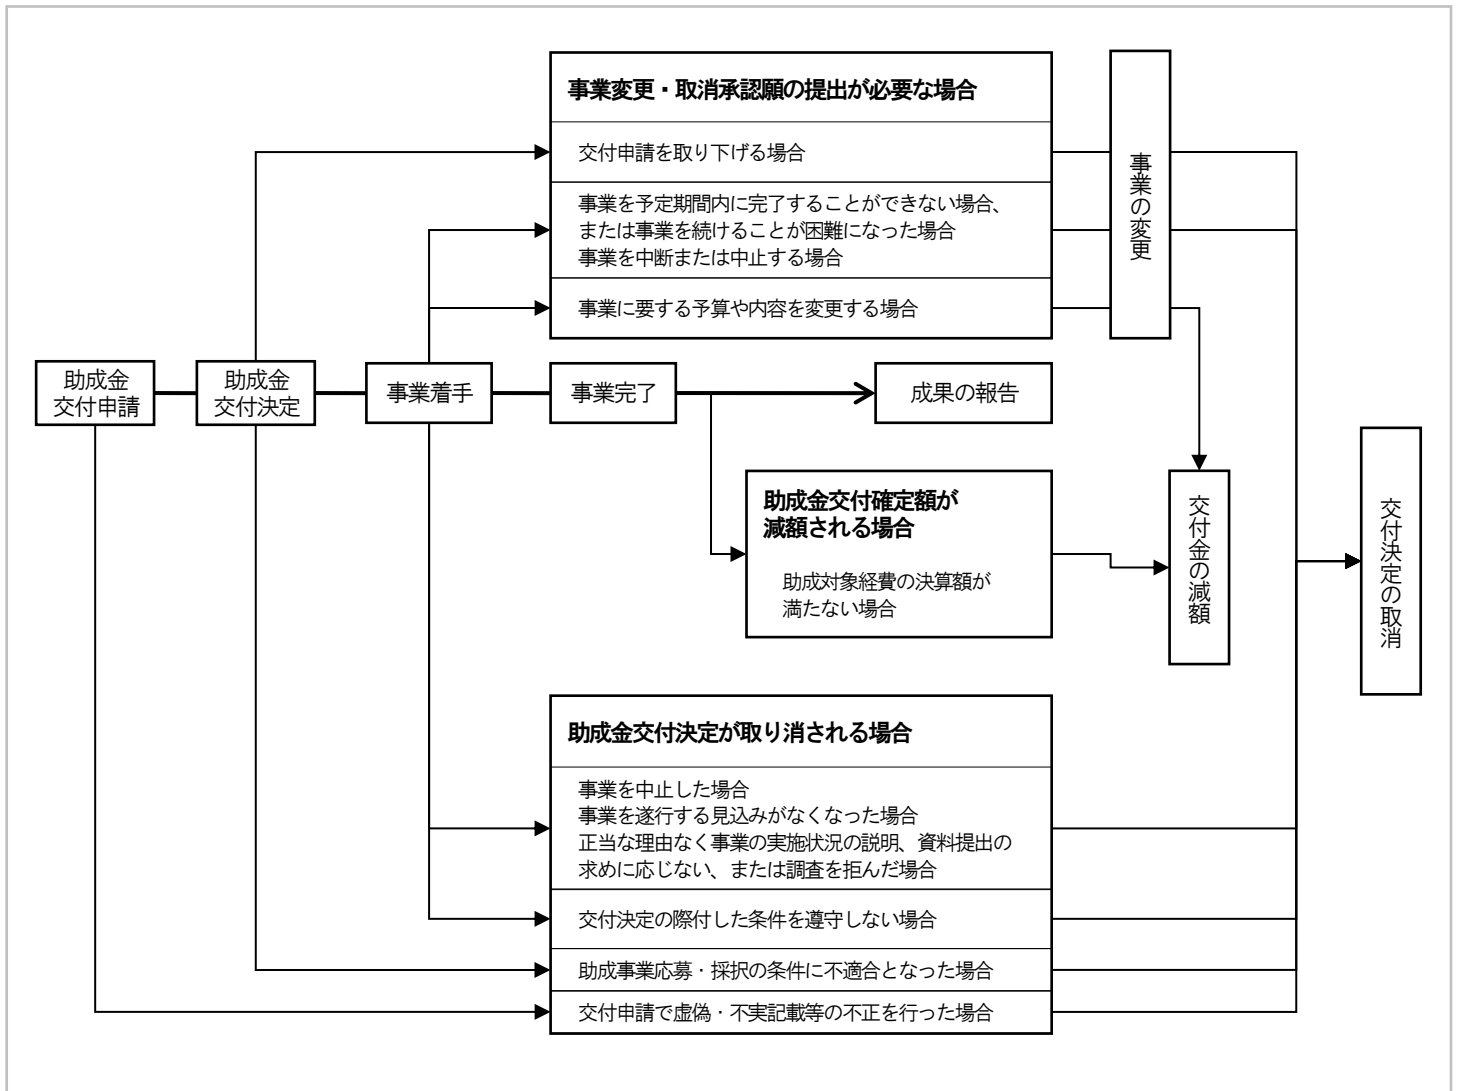 事業変更・取消承認願の提出が必要な場合
交付申請を取り下げる場合
事業を予定期間内に完了することができない場合、
または事業を続けることが困難になった場合
事業を中断または中止する場合
事業に要する予算や内容を変更する場合
事業の変更
助成金
交付申請
助成金
交付決定
事業着手
事業完了
成果の報告
助成金交付確定額が
減額される場合
助成対象経費の決算額が
満たない場合
交付金の減額
交付決定の取消
助成金交付決定が取り消される場合
事業を中止した場合
事業を遂行する見込みがなくなった場合
正当な理由なく事業の実施状況の説明、資料提出の
求めに応じない、または調査を拒んだ場合
交付決定の際付した条件を遵守しない場合
助成事業応募・採択の条件に不適合となった場合
交付申請で虚偽・不実記載等の不正を行った場合